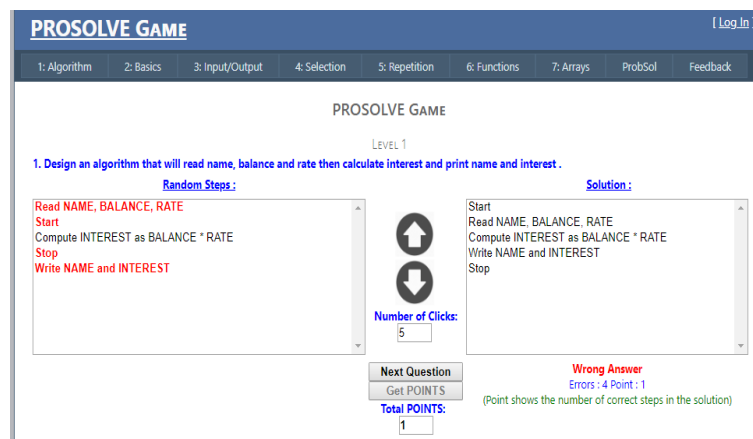 PROSOLVE GAME
[ Log In ]
1: Algorithm 2: Basics 3: Input/Output 4: Selection 5: Repetition 6: Functions 7: Arrays ProbSol Feedback
PROSOLVE GAME
LEVEL 1
1. Design an algorithm that will read name, balance and rate then calculate interest and print name and interest .
Random Steps :
Read NAME, BALANCE, RATE
Start
Compute INTEREST as BALANCE * RATE
Stop
Write NAME and INTEREST
Number of Clicks:
5
Next Question
Get POINTS
Total POINTS:
1
Solution :
Start
Read NAME, BALANCE, RATE
Compute INTEREST as BALANCE * RATE
Write NAME and INTEREST
Stop
Wrong Answer
Errors : 4 Point : 1
(Point shows the number of correct steps in the solution)